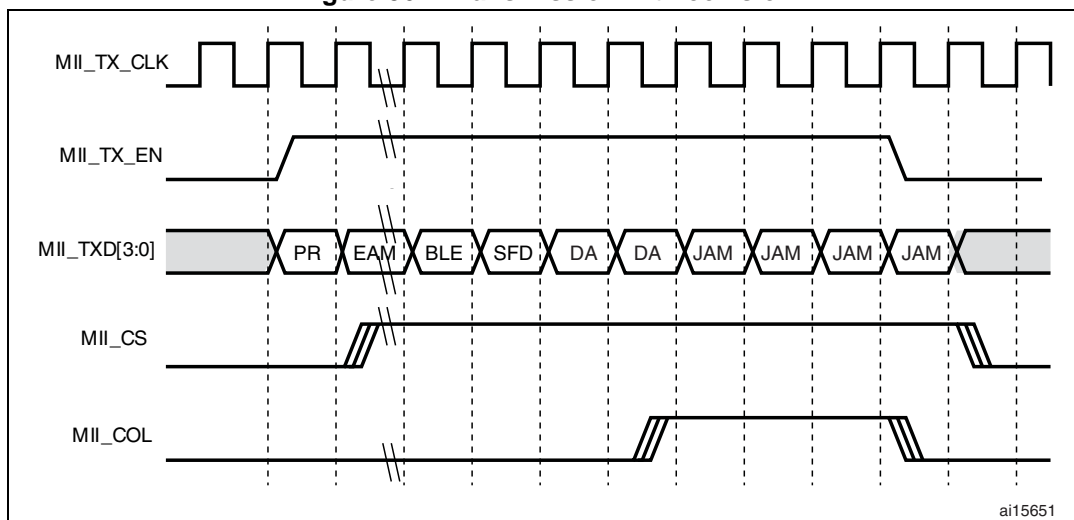 MII_TX_CLK
MII_TX_EN
MII_TXD[3:0] PR EAM BLE SFD DA DA JAM JAM JAM JAM
MII_CS
MII_COL
ai15651